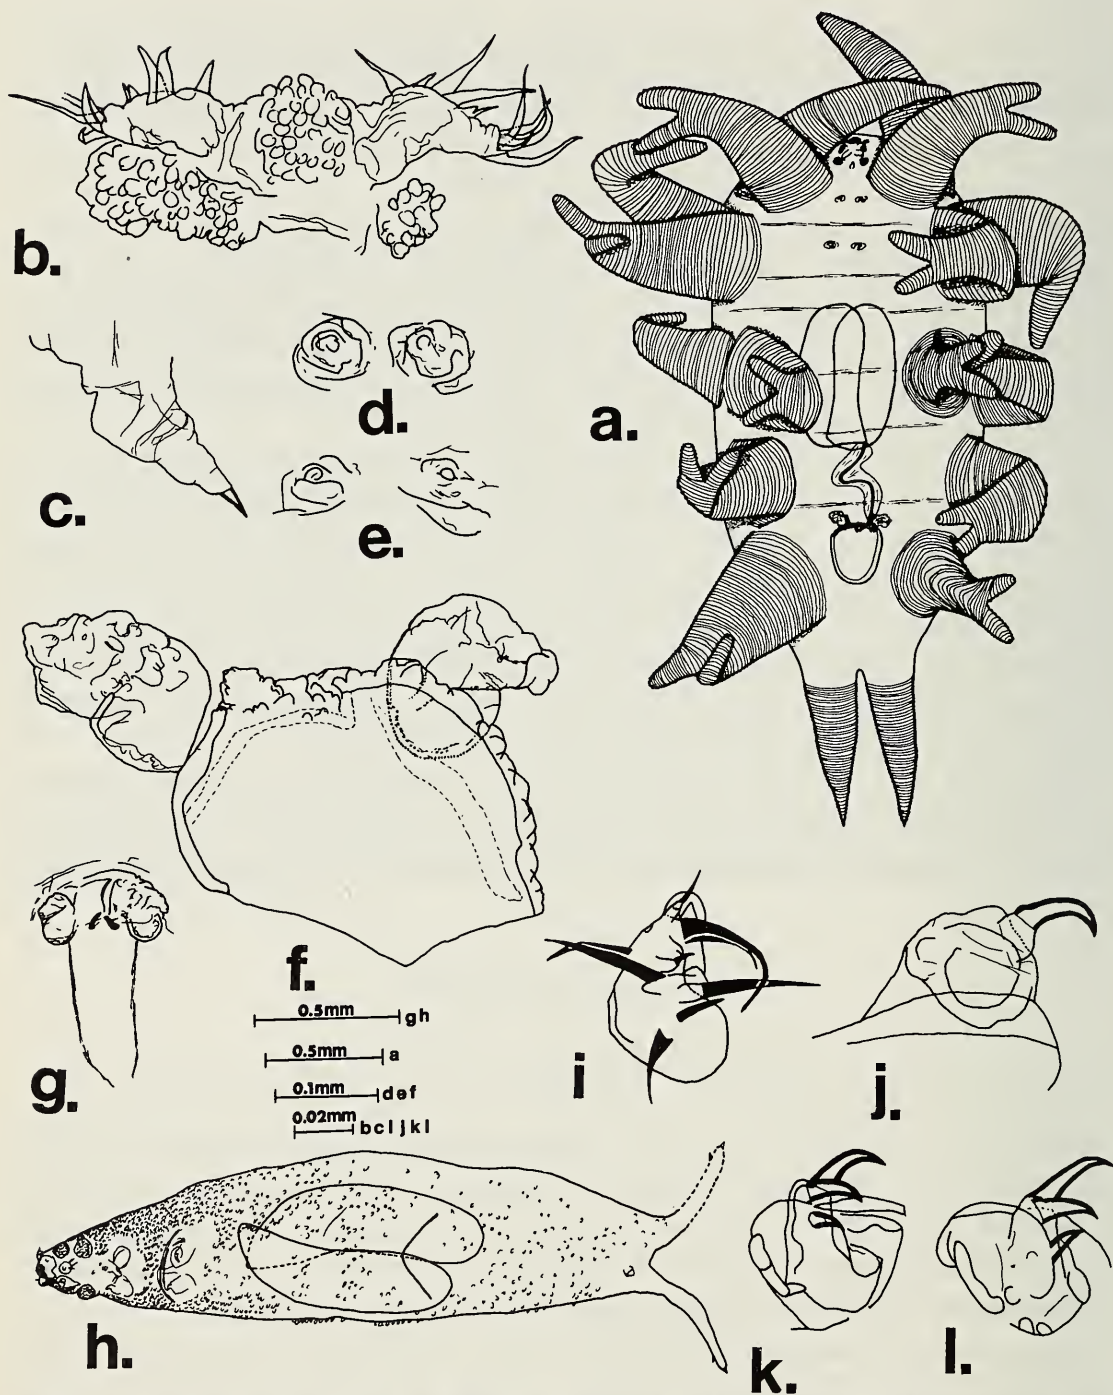 b.
a.
c.
d.
e.
f.
g.
0.5mm gh
0.5mm a
0.1mm def
0.02mm bcijkl
i
j.
h.
k.
l.